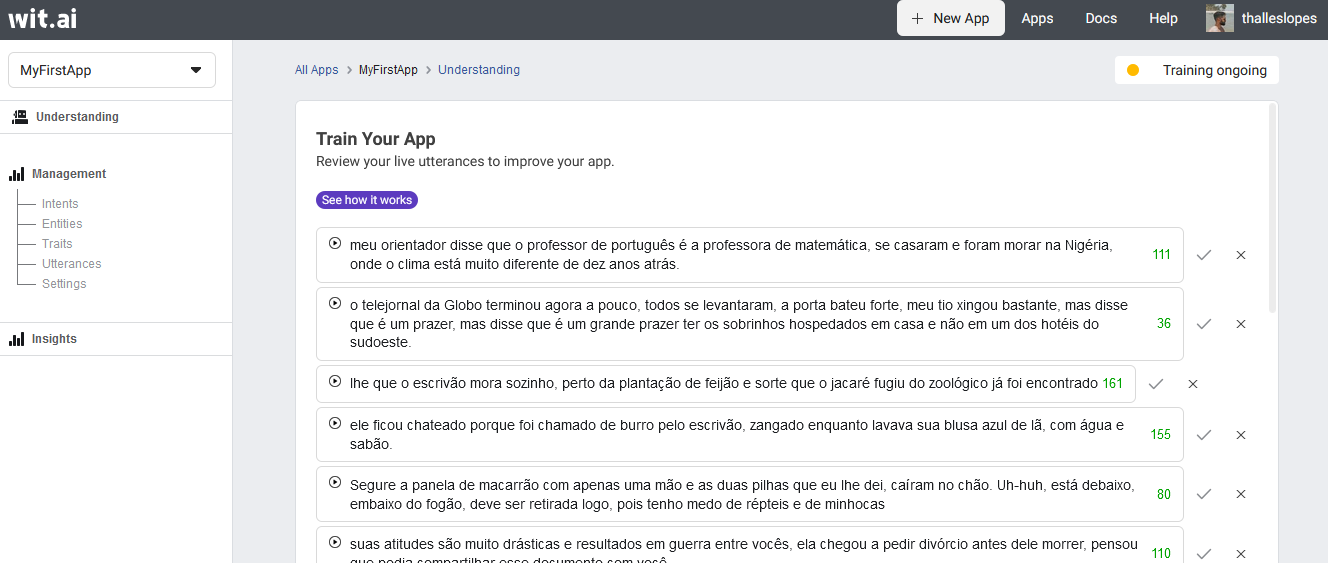 wit.ai
+ New App
Apps
Docs
Help
thalleslopes
MyFirstApp
Understanding
Management
Intents
Entities
Traits
Utterances
Settings
Insights
All Apps > MyFirstApp > Understanding
Training ongoing
Train Your App
Review your live utterances to improve your app.
See how it works
meu orientador disse que o professor de português é a professora de matemática, se casaram e foram morar na Nigéria,
onde o clima está muito diferente de dez anos atrás.
111
o telejornal da Globo terminou agora a pouco, todos se levantaram, a porta bateu forte, meu tio xingou bastante, mas disse
que é um prazer, mas disse que é um grande prazer ter os sobrinhos hospedados em casa e não em um dos hotéis do
sudoeste.
36
lhe que o escrivão mora sozinho, perto da plantação de feijão e sorte que o jacaré fugiu do zoológico já foi encontrado 161
ele ficou chateado porque foi chamado de burro pelo escrivão, zangado enquanto lavava sua blusa azul de lã, com água e
sabão.
155
Segure a panela de macarrão com apenas uma mão e as duas pilhas que eu lhe dei, caíram no chão. Uh-huh, está debaixo,
embaixo do fogão, deve ser retirada logo, pois tenho medo de répteis e de minhocas
80
suas atitudes são muito drásticas e resultados em guerra entre vocês, ela chegou a pedir divórcio antes dele morrer, pensou
que podia compartilhar esse documento com você
110